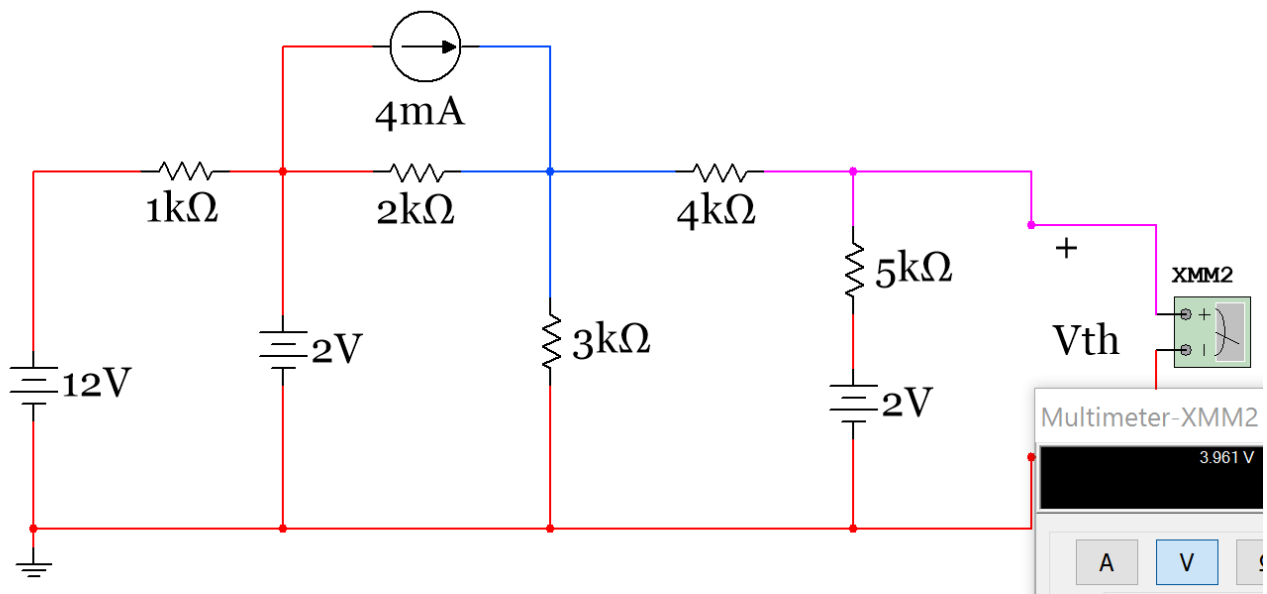 4mA
1kΩ
2kΩ
4kΩ
5kΩ
+
XMM2
+
Vth
3kΩ
2V
12V
2V
Multimeter-XMM2
3.961 V
A
V